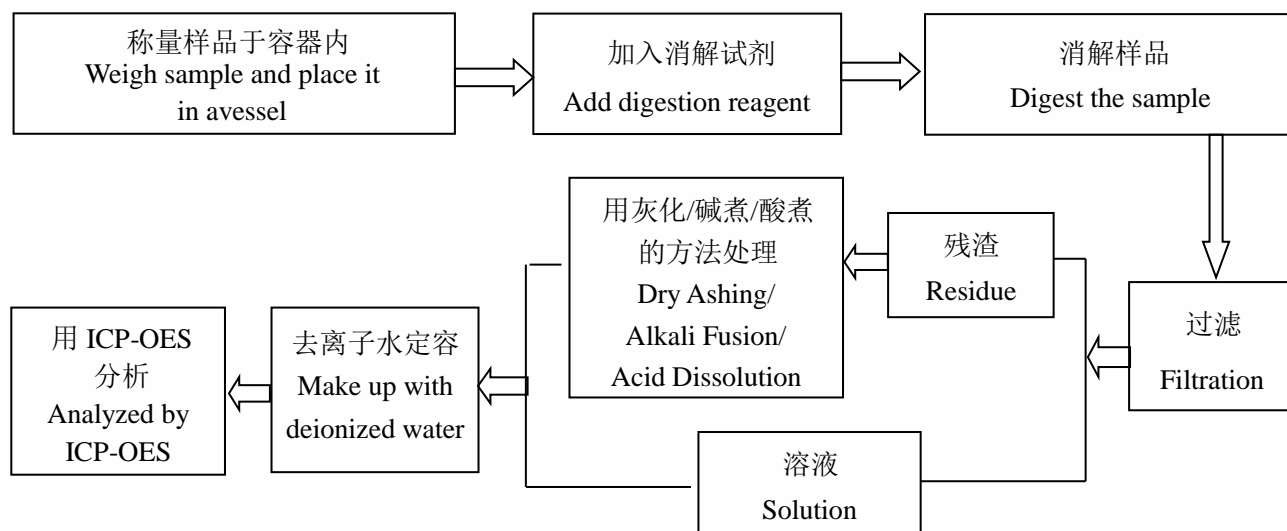 称量样品于容器内
Weigh sample and place it
in avessel
加入消解试剂
Add digestion reagent
消解样品
Digest the sample
过滤
Filtration
残渣
Residue
用灰化/碱煮/酸煮
的方法处理
Dry Ashing/
Alkali Fusion/
Acid Dissolution
溶液
Solution
去离子水定容
Make up with
deionized water
用 ICP-OES
分析
Analyzed by
ICP-OES